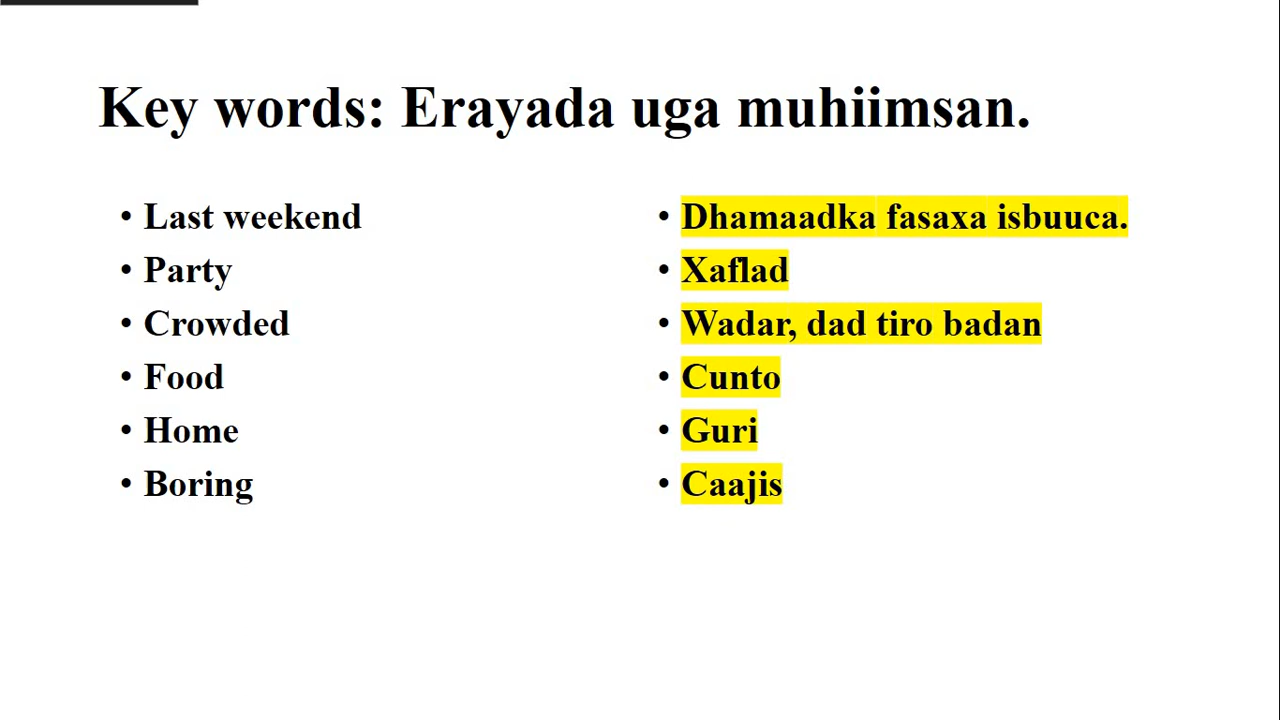 Key words: Erayada uga muhiimsan.
• Last weekend
• Party
• Crowded
• Food
• Home
• Boring
• Dhamaadka fasaxa isbuuca.
• Xaflad
• Wadar, dad tiro badan
• Cunto
• Guri
• Caajis